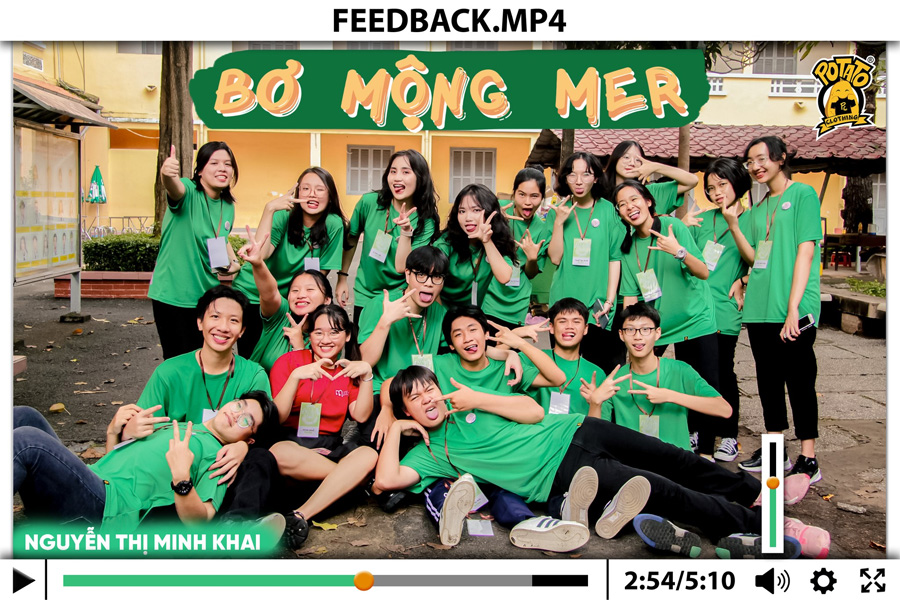 FEEDBACK.MP4
BƠ MỘNG MER
POTATO
CLOTHING
NGUYỄN THỊ MINH KHAI
2:54/5:10